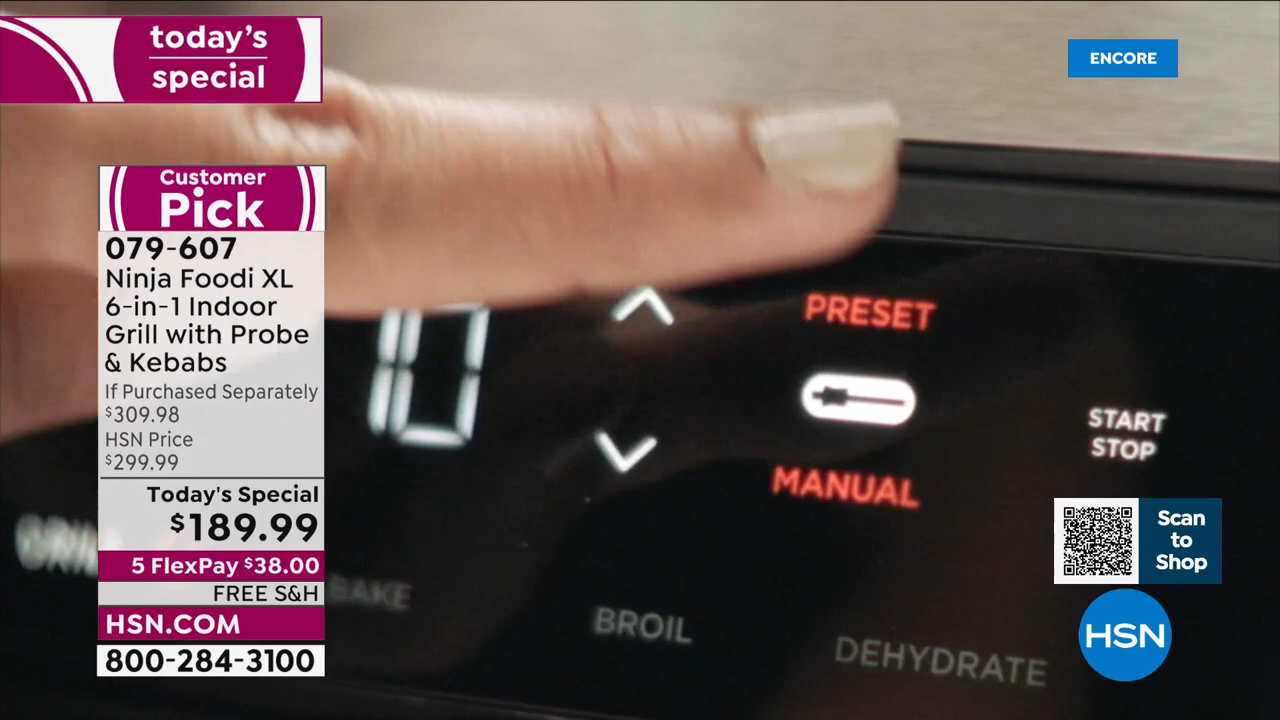 today's
special
ENCORE
Customer
Pick
079-607
Ninja Foodi XL
6-in-1 Indoor
Grill with Probe
& Kebabs
If Purchased Separately
$309.98
HSN Price
$299.99
Today's Special
$189.99
5 FlexPay $38.00
FREE S&H
HSN.COM
800-284-3100
10
PRESET
MANUAL
START
STOP
GRILL
BAKE
BROIL
DEHYDRATE
Scan
to
Shop
HSN